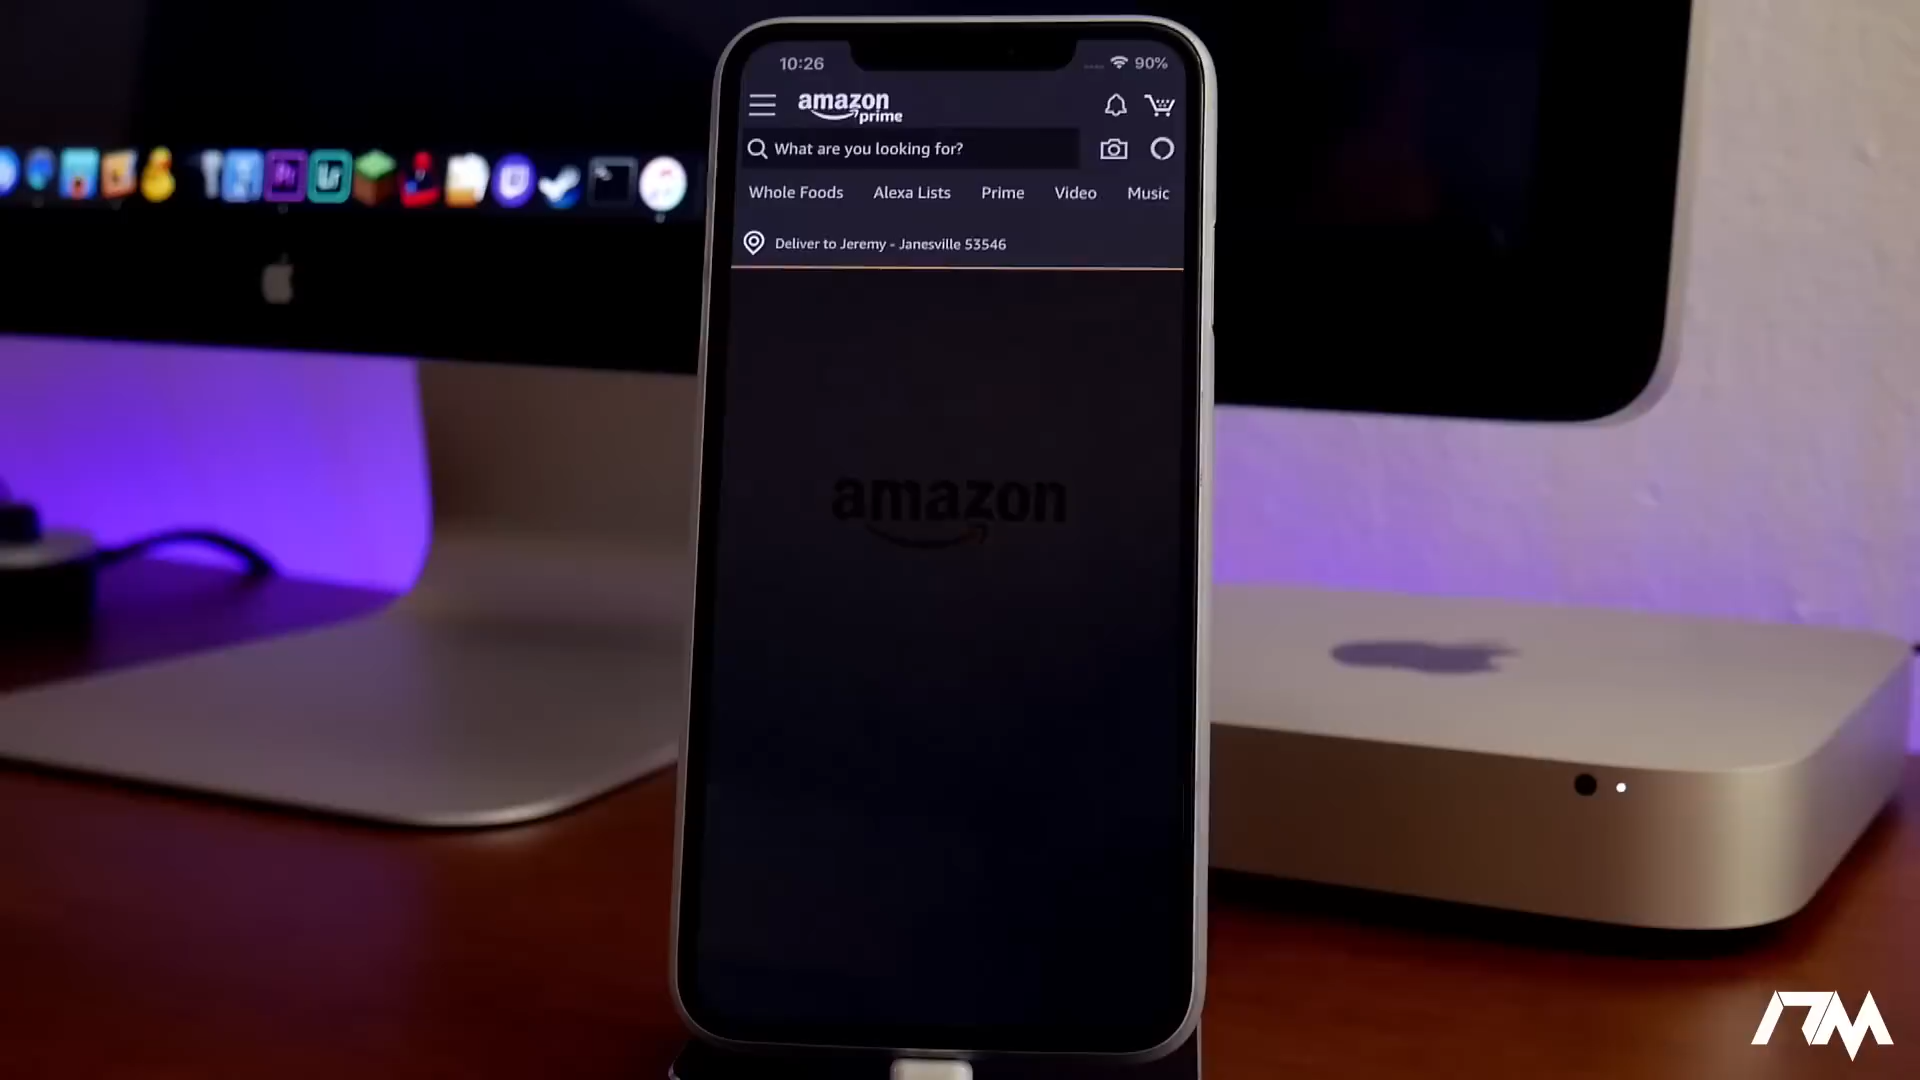 10:26
90%
amazon
prime
What are you looking for?
Whole Foods Alexa Lists Prime Video Music
Deliver to Jeremy - Janesville 53546
amazon